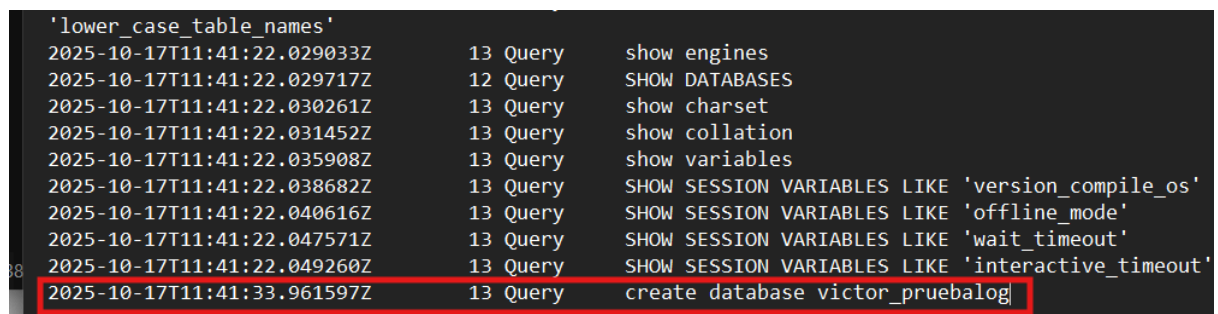 'lower_case_table_names'
2025-10-17T11:41:22.029033Z 13 Query show engines
2025-10-17T11:41:22.029717Z 12 Query SHOW DATABASES
2025-10-17T11:41:22.030261Z 13 Query show charset
2025-10-17T11:41:22.031452Z 13 Query show collation
2025-10-17T11:41:22.035908Z 13 Query show variables
2025-10-17T11:41:22.038682Z 13 Query SHOW SESSION VARIABLES LIKE 'version_compile_os'
2025-10-17T11:41:22.040616Z 13 Query SHOW SESSION VARIABLES LIKE 'offline_mode'
2025-10-17T11:41:22.047571Z 13 Query SHOW SESSION VARIABLES LIKE 'wait_timeout'
2025-10-17T11:41:22.049260Z 13 Query SHOW SESSION VARIABLES LIKE 'interactive_timeout'
2025-10-17T11:41:33.961597Z 13 Query create database victor_pruebalog